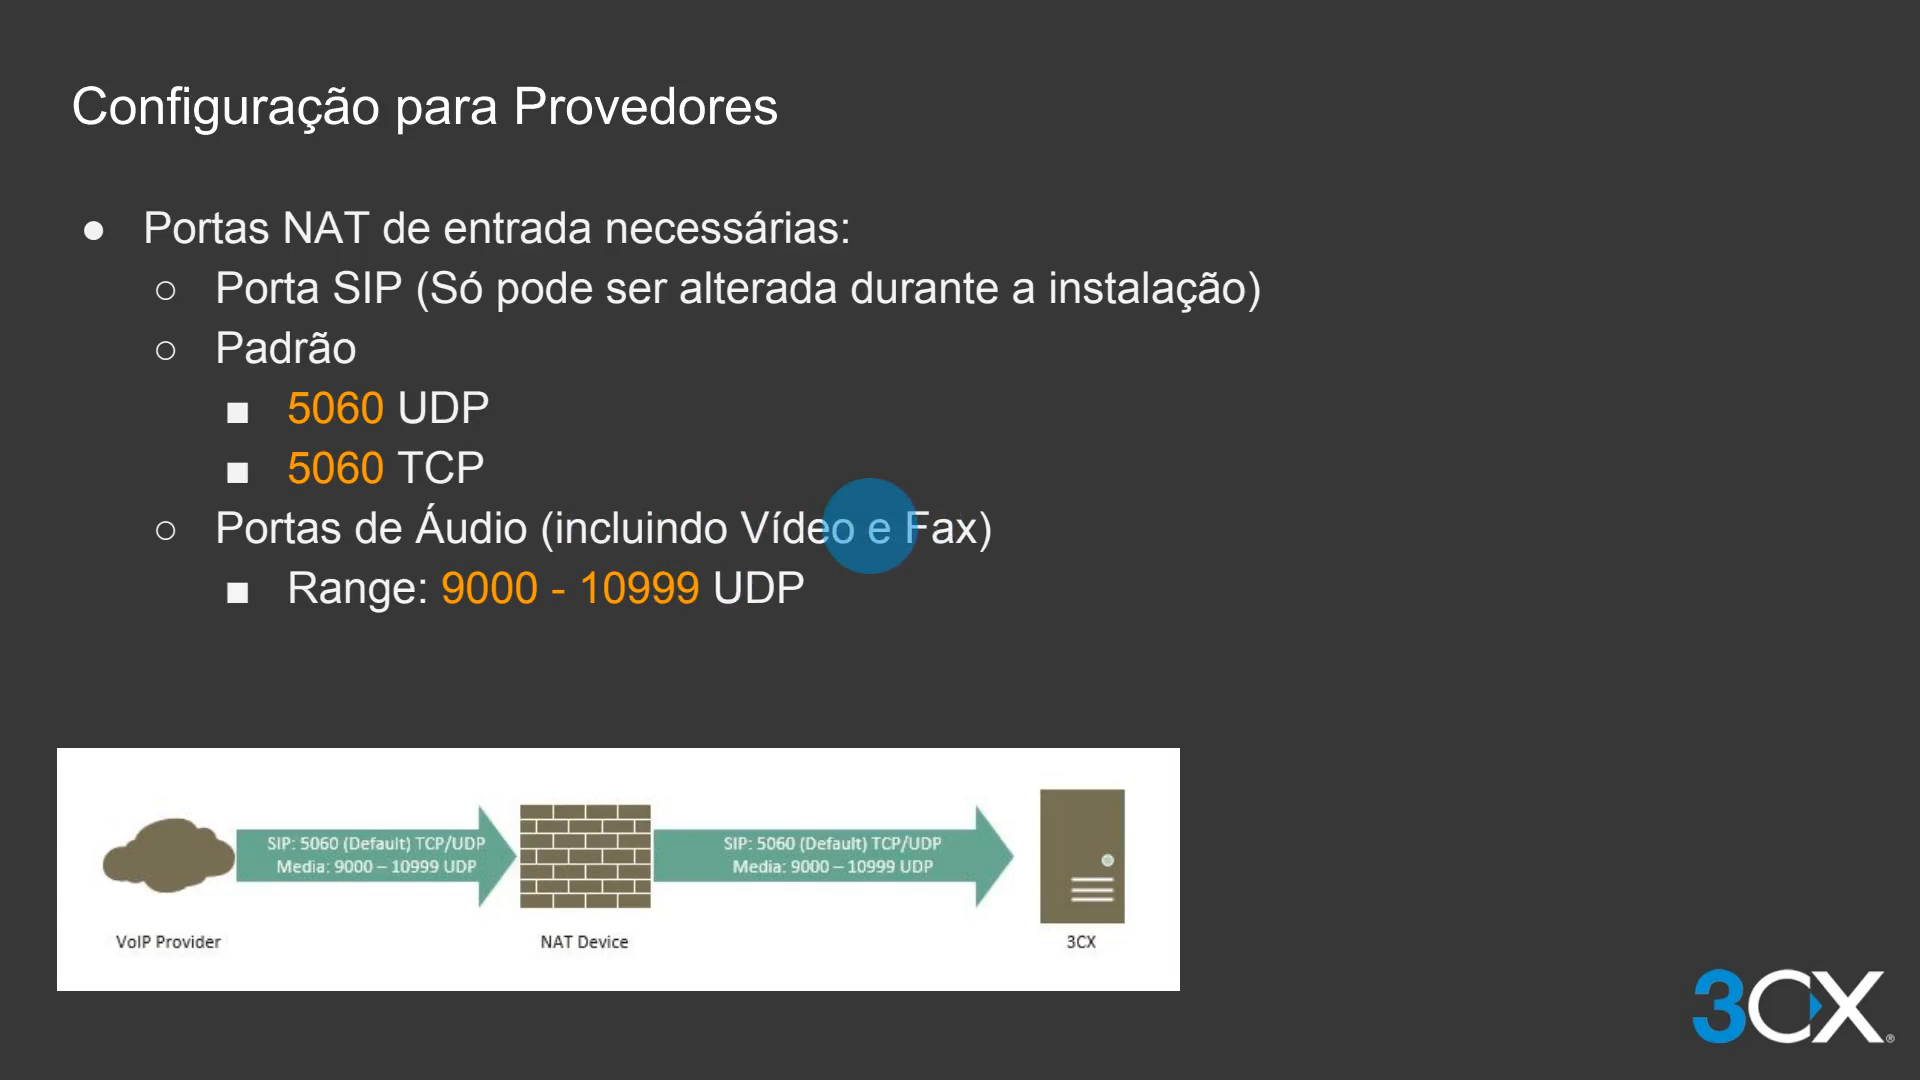 Configuração para Provedores
● Portas NAT de entrada necessárias:
○ Porta SIP (Só pode ser alterada durante a instalação)
○ Padrão
■ 5060 UDP
■ 5060 TCP
○ Portas de Áudio (incluindo Vídeo e Fax)
■ Range: 9000 - 10999 UDP
SIP: 5060 (Default) TCP/UDP
Media: 9000 – 10999 UDP
SIP: 5060 (Default) TCP/UDP
Media: 9000 – 10999 UDP
VoIP Provider
NAT Device
3CX
3CX®